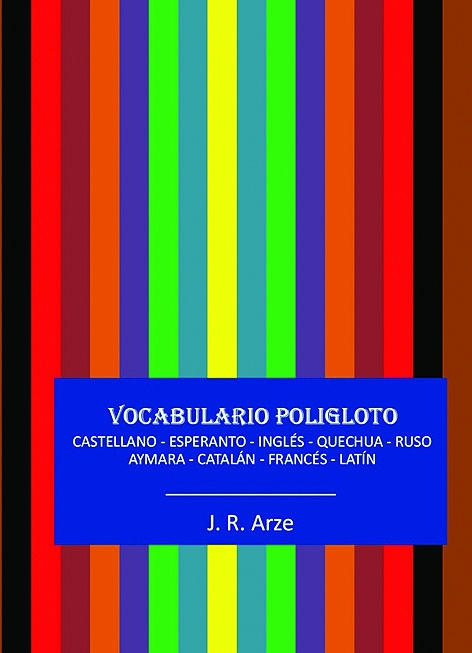 VOCABULARIO POLIGLOTO
CASTELLANO - ESPERANTO - INGLÉS - QUECHUA - RUSO
AYMARA - CATALÁN - FRANCÉS - LATÍN
J. R. Arze